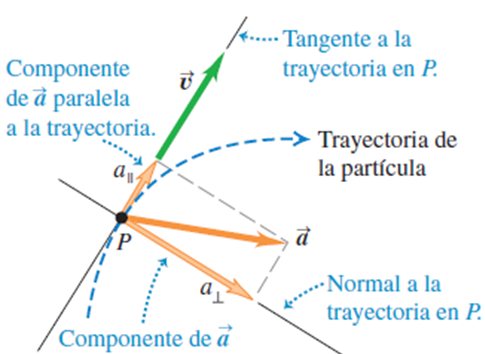 Tangente a la
trayectoria en P.
Componente
de a⃗ paralela
a la trayectoria.
v⃗
Trayectoria de
la partícula
a∥
P
a⃗
a⊥
Normal a la
trayectoria en P.
Componente de a⃗